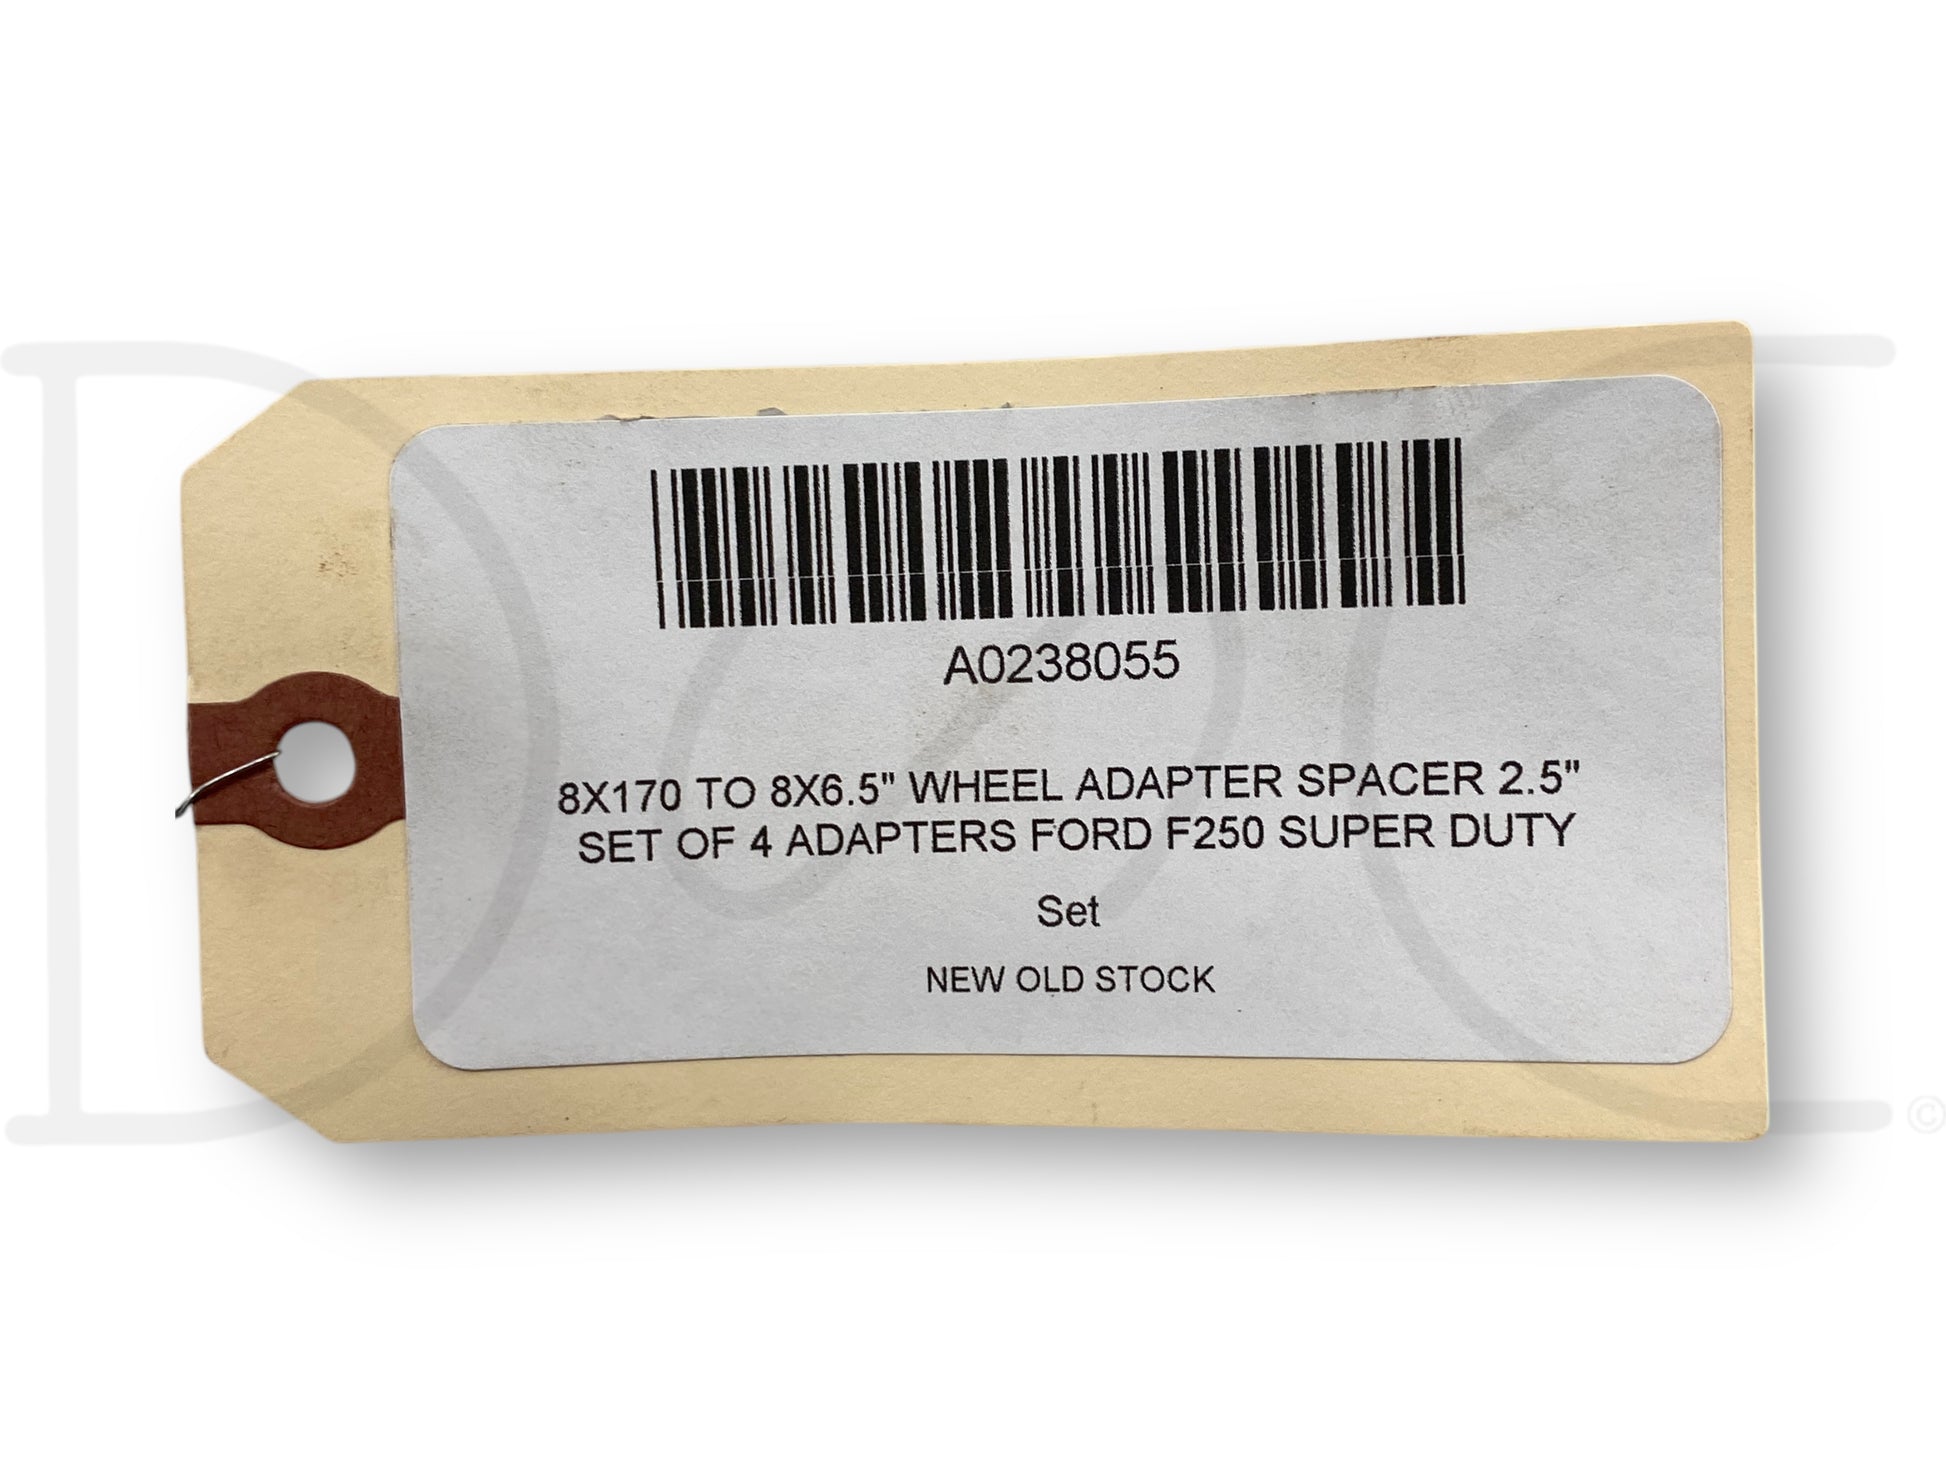 A0238055
8X170 TO 8X6.5" WHEEL ADAPTER SPACER 2.5"
SET OF 4 ADAPTERS FORD F250 SUPER DUTY
Set
NEW OLD STOCK
©